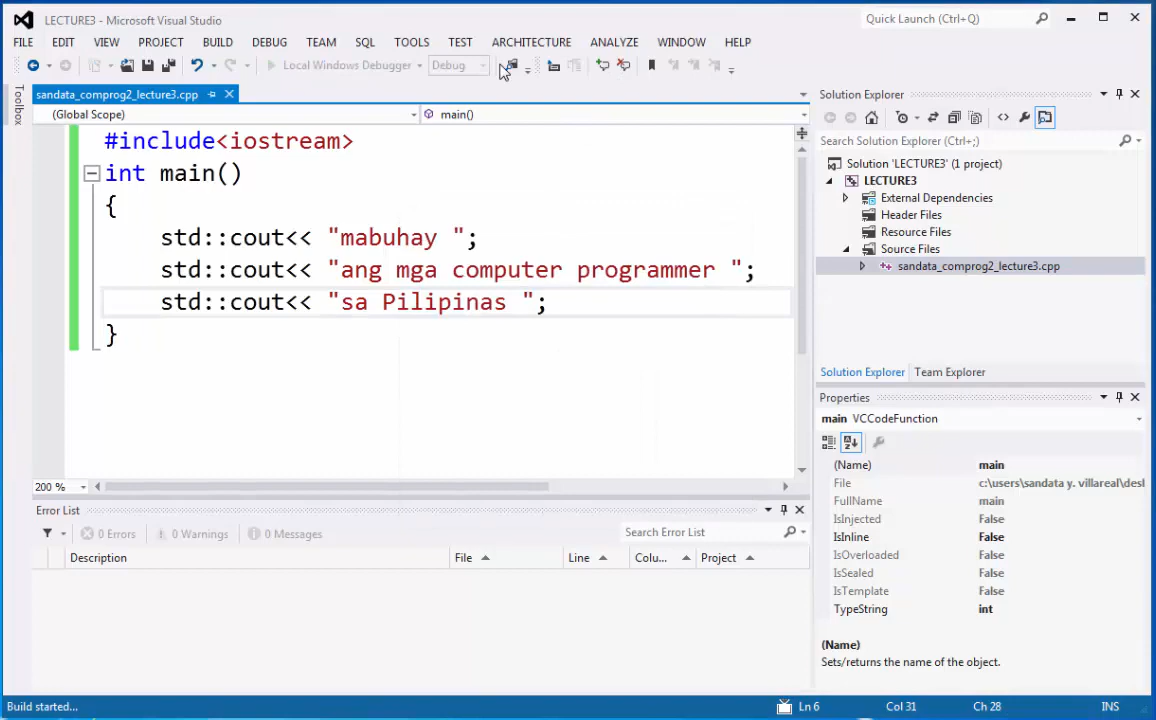 LECTURE3 - Microsoft Visual Studio
Quick Launch (Ctrl+Q)
FILE EDIT VIEW PROJECT BUILD DEBUG TEAM SQL TOOLS TEST ARCHITECTURE ANALYZE WINDOW HELP
Local Windows Debugger Debug
Toolbox
sandata_comprog2_lecture3.cpp
(Global Scope) main()
#include<iostream>
int main()
{
std::cout<< "mabuhay ";
std::cout<< "ang mga computer programmer ";
std::cout<< "sa Pilipinas ";
}
200 %
Error List
0 Errors 0 Warnings 0 Messages
Search Error List
Description File Line Colu... Project
Solution Explorer
Search Solution Explorer (Ctrl+;)
Solution 'LECTURE3' (1 project)
LECTURE3
External Dependencies
Header Files
Resource Files
Source Files
sandata_comprog2_lecture3.cpp
Solution Explorer Team Explorer
Properties
main VCCodeFunction
(Name) main
File c:\users\sandata y. villareal\desl
FullName main
IsInjected False
IsInline False
IsOverloaded False
IsSealed False
IsTemplate False
TypeString int
(Name)
Sets/returns the name of the object.
Build started...
Ln 6 Col 31 Ch 28 INS